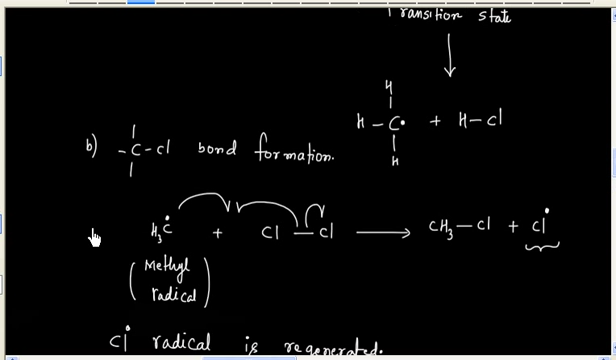 Transition state
H
H – C• + H – Cl
H
b) – C – Cl bond formation.
H₃C• + Cl — Cl ⟶ CH₃ – Cl + Cl•
(Methyl radical)
Cl• radical is regenerated.